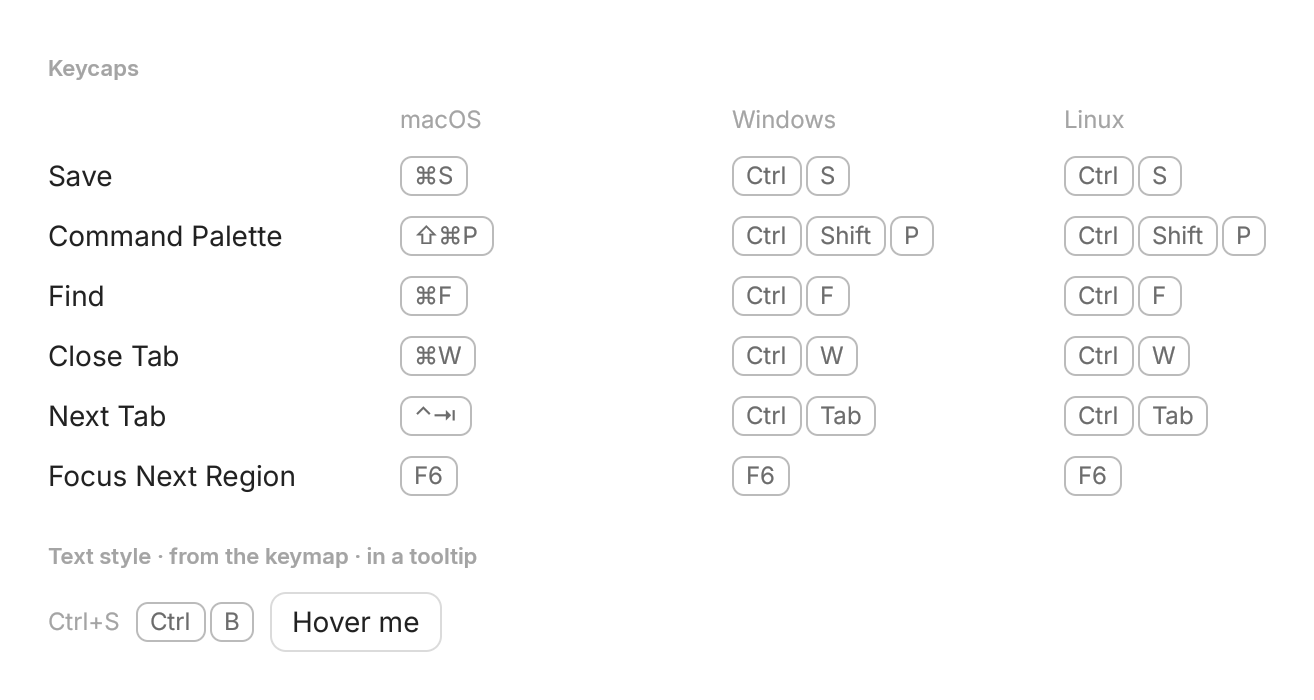 Keycaps
macOS Windows Linux
Save ⌘S Ctrl S Ctrl S
Command Palette ⇧⌘P Ctrl Shift P Ctrl Shift P
Find ⌘F Ctrl F Ctrl F
Close Tab ⌘W Ctrl W Ctrl W
Next Tab ⌃⇥ Ctrl Tab Ctrl Tab
Focus Next Region F6 F6 F6
Text style · from the keymap · in a tooltip
Ctrl+S Ctrl B Hover me